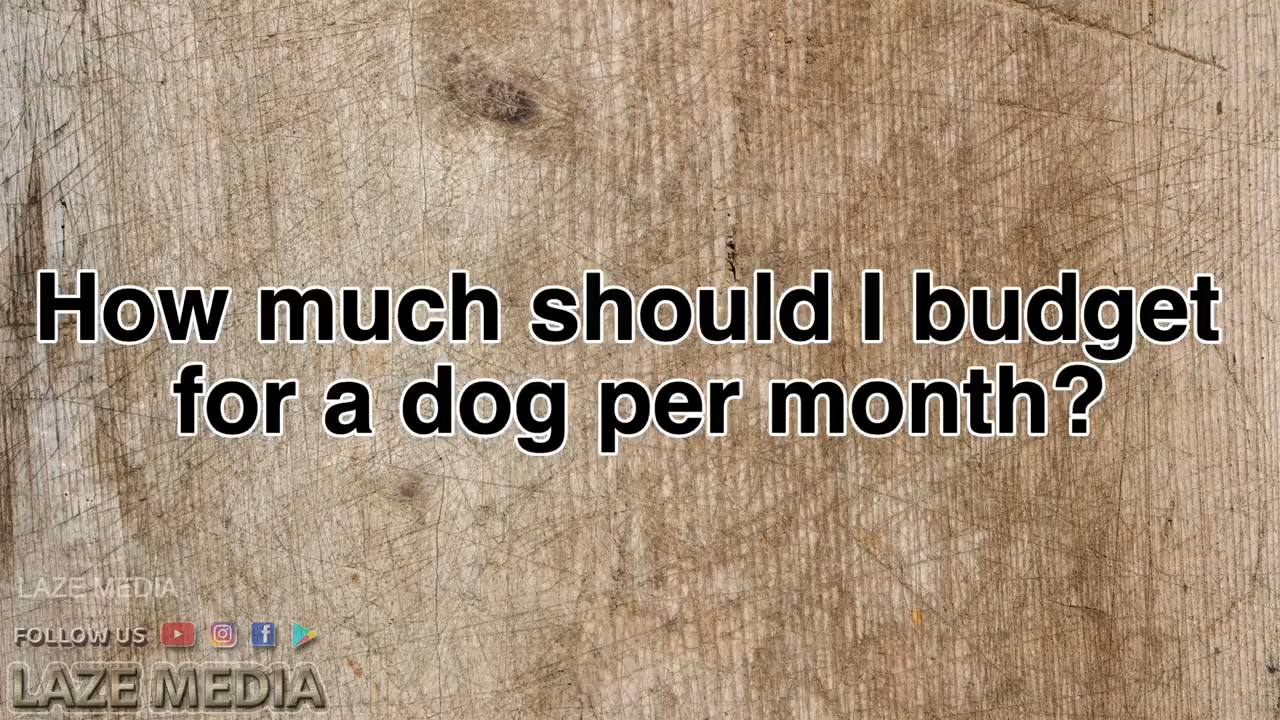 How much should I budget
for a dog per month?
LAZE MEDIA
FOLLOW US
LAZE MEDIA